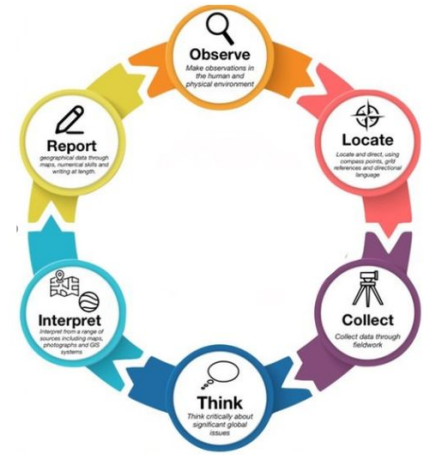 Observe
Make observations in
the human and
physical environment
Locate
Locate and direct, using
compass points, grid
references and directional
language
Collect
Collect data through
fieldwork
Think
Think critically about
significant global
issues
Interpret
Interpret from a range of
sources including maps,
photographs and GIS
systems
Report
geographical data through
maps, numerical skills and
writing at length.